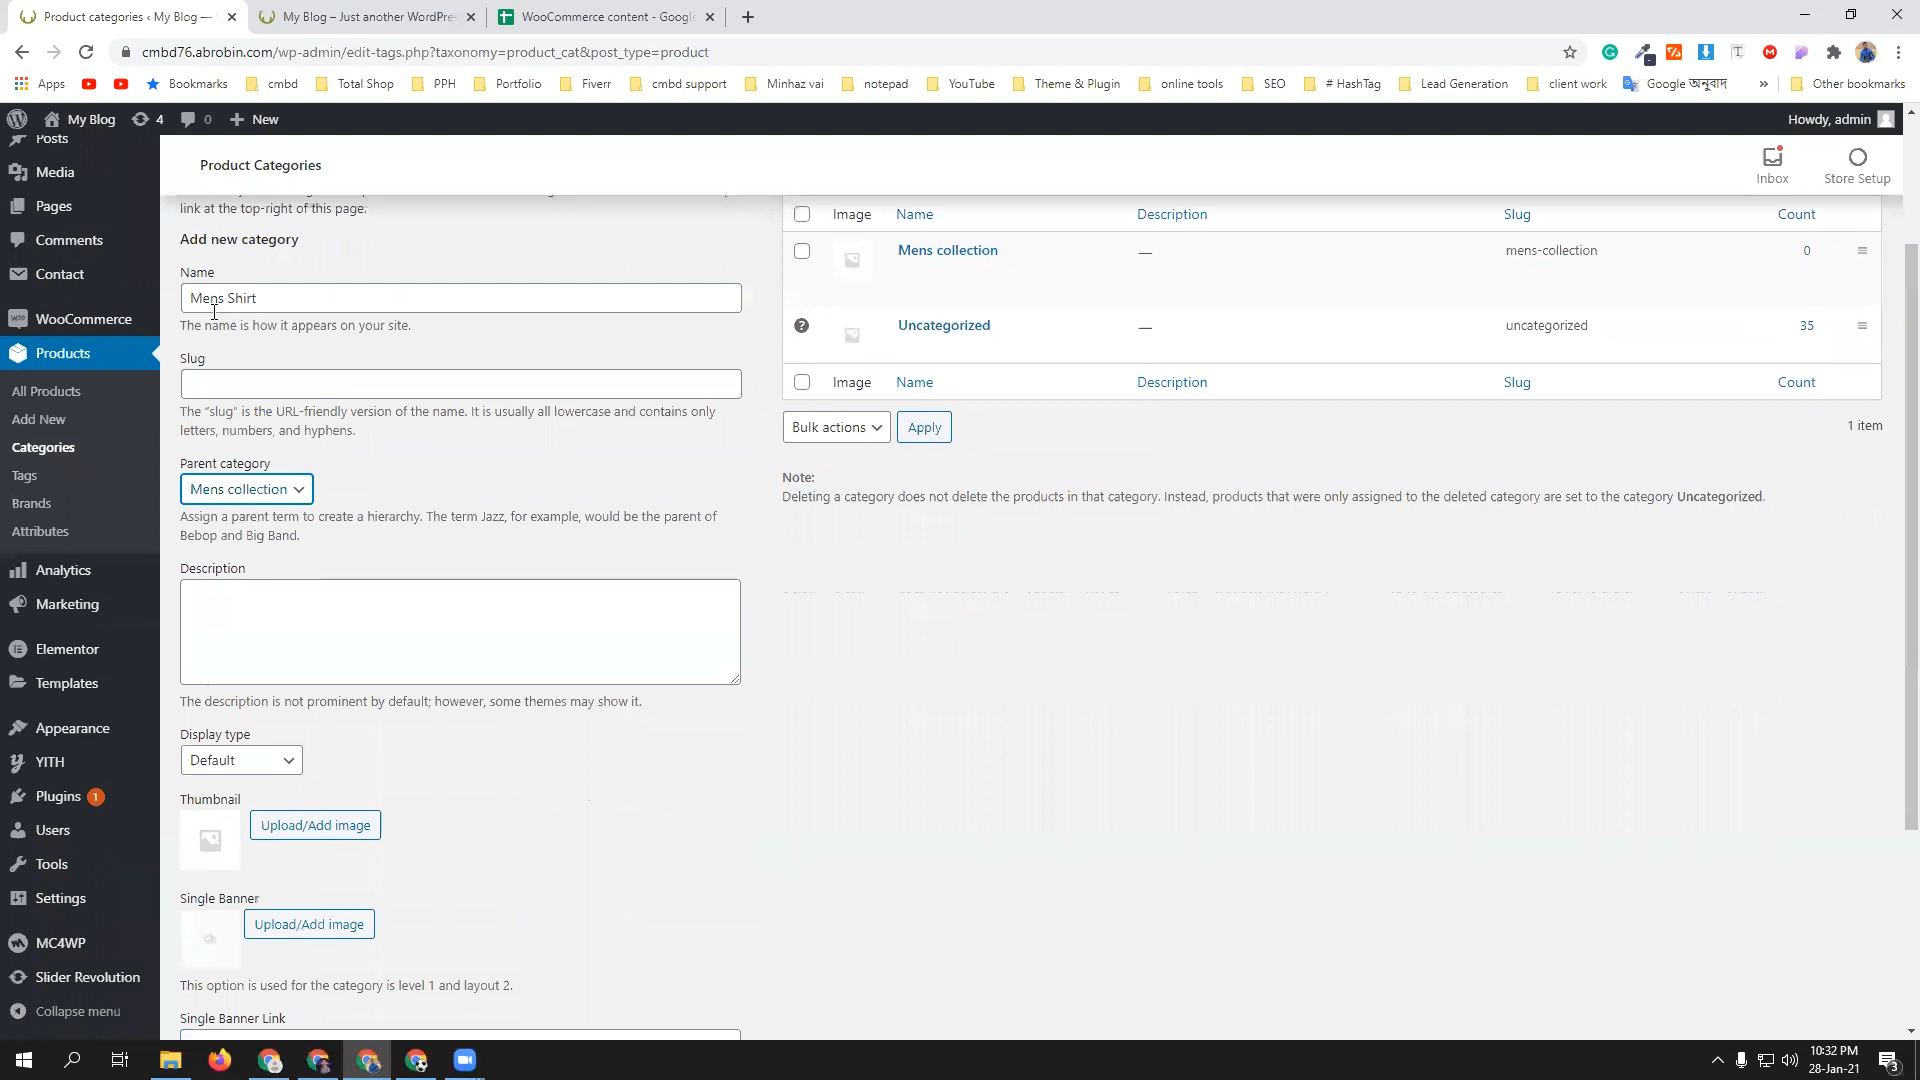 Product categories ‹ My Blog —
My Blog – Just another WordPre
WooCommerce content - Google
cmbd76.abrobin.com/wp-admin/edit-tags.php?taxonomy=product_cat&post_type=product
Apps
Bookmarks
cmbd
Total Shop
PPH
Portfolio
Fiverr
cmbd support
Minhaz vai
notepad
YouTube
Theme & Plugin
online tools
SEO
# HashTag
Lead Generation
client work
Google অনুবাদ
»
Other bookmarks
My Blog
4
0
New
Howdy, admin
Posts
Media
Pages
Comments
Contact
WooCommerce
Products
All Products
Add New
Categories
Tags
Brands
Attributes
Analytics
Marketing
Elementor
Templates
Appearance
YITH
Plugins 1
Users
Tools
Settings
MC4WP
Slider Revolution
Collapse menu
Product Categories
Inbox
Store Setup
link at the top-right of this page.
Add new category
Name
Mens Shirt
The name is how it appears on your site.
Slug
The “slug” is the URL-friendly version of the name. It is usually all lowercase and contains only
letters, numbers, and hyphens.
Parent category
Mens collection
Assign a parent term to create a hierarchy. The term Jazz, for example, would be the parent of
Bebop and Big Band.
Description
The description is not prominent by default; however, some themes may show it.
Display type
Default
Thumbnail
Upload/Add image
Single Banner
Upload/Add image
This option is used for the category is level 1 and layout 2.
Single Banner Link
Image Name Description Slug Count
Mens collection — mens-collection 0
Uncategorized — uncategorized 35
Image Name Description Slug Count
Bulk actions Apply 1 item
Note:
Deleting a category does not delete the products in that category. Instead, products that were only assigned to the deleted category are set to the category Uncategorized.
10:32 PM
28-Jan-21
3